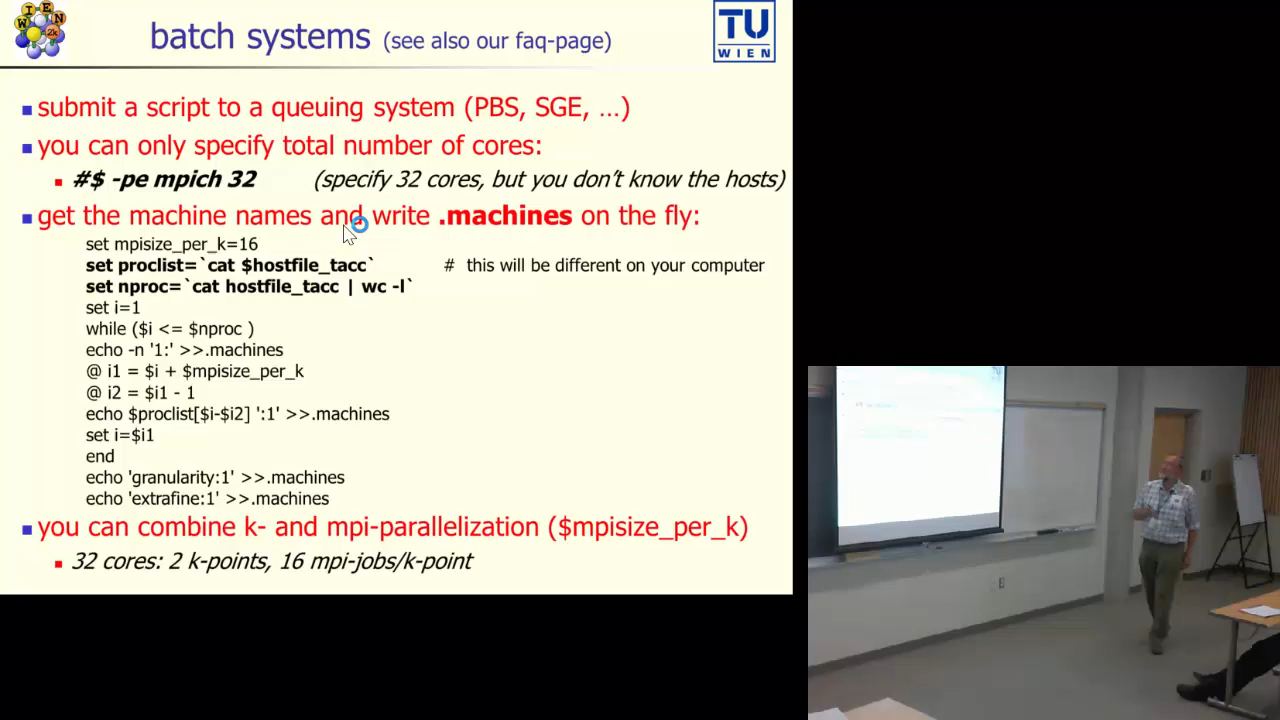 WIEN2k
batch systems (see also our faq-page)
TU
WIEN
submit a script to a queuing system (PBS, SGE, …)
you can only specify total number of cores:
#$ -pe mpich 32 (specify 32 cores, but you don't know the hosts)
get the machine names and write .machines on the fly:
set mpisize_per_k=16
set proclist=`cat $hostfile_tacc` # this will be different on your computer
set nproc=`cat hostfile_tacc | wc -l`
set i=1
while ($i <= $nproc )
echo -n '1:' >>.machines
@ i1 = $i + $mpisize_per_k
@ i2 = $i1 - 1
echo $proclist[$i-$i2] ':1' >>.machines
set i=$i1
end
echo 'granularity:1' >>.machines
echo 'extrafine:1' >>.machines
you can combine k- and mpi-parallelization ($mpisize_per_k)
32 cores: 2 k-points, 16 mpi-jobs/k-point